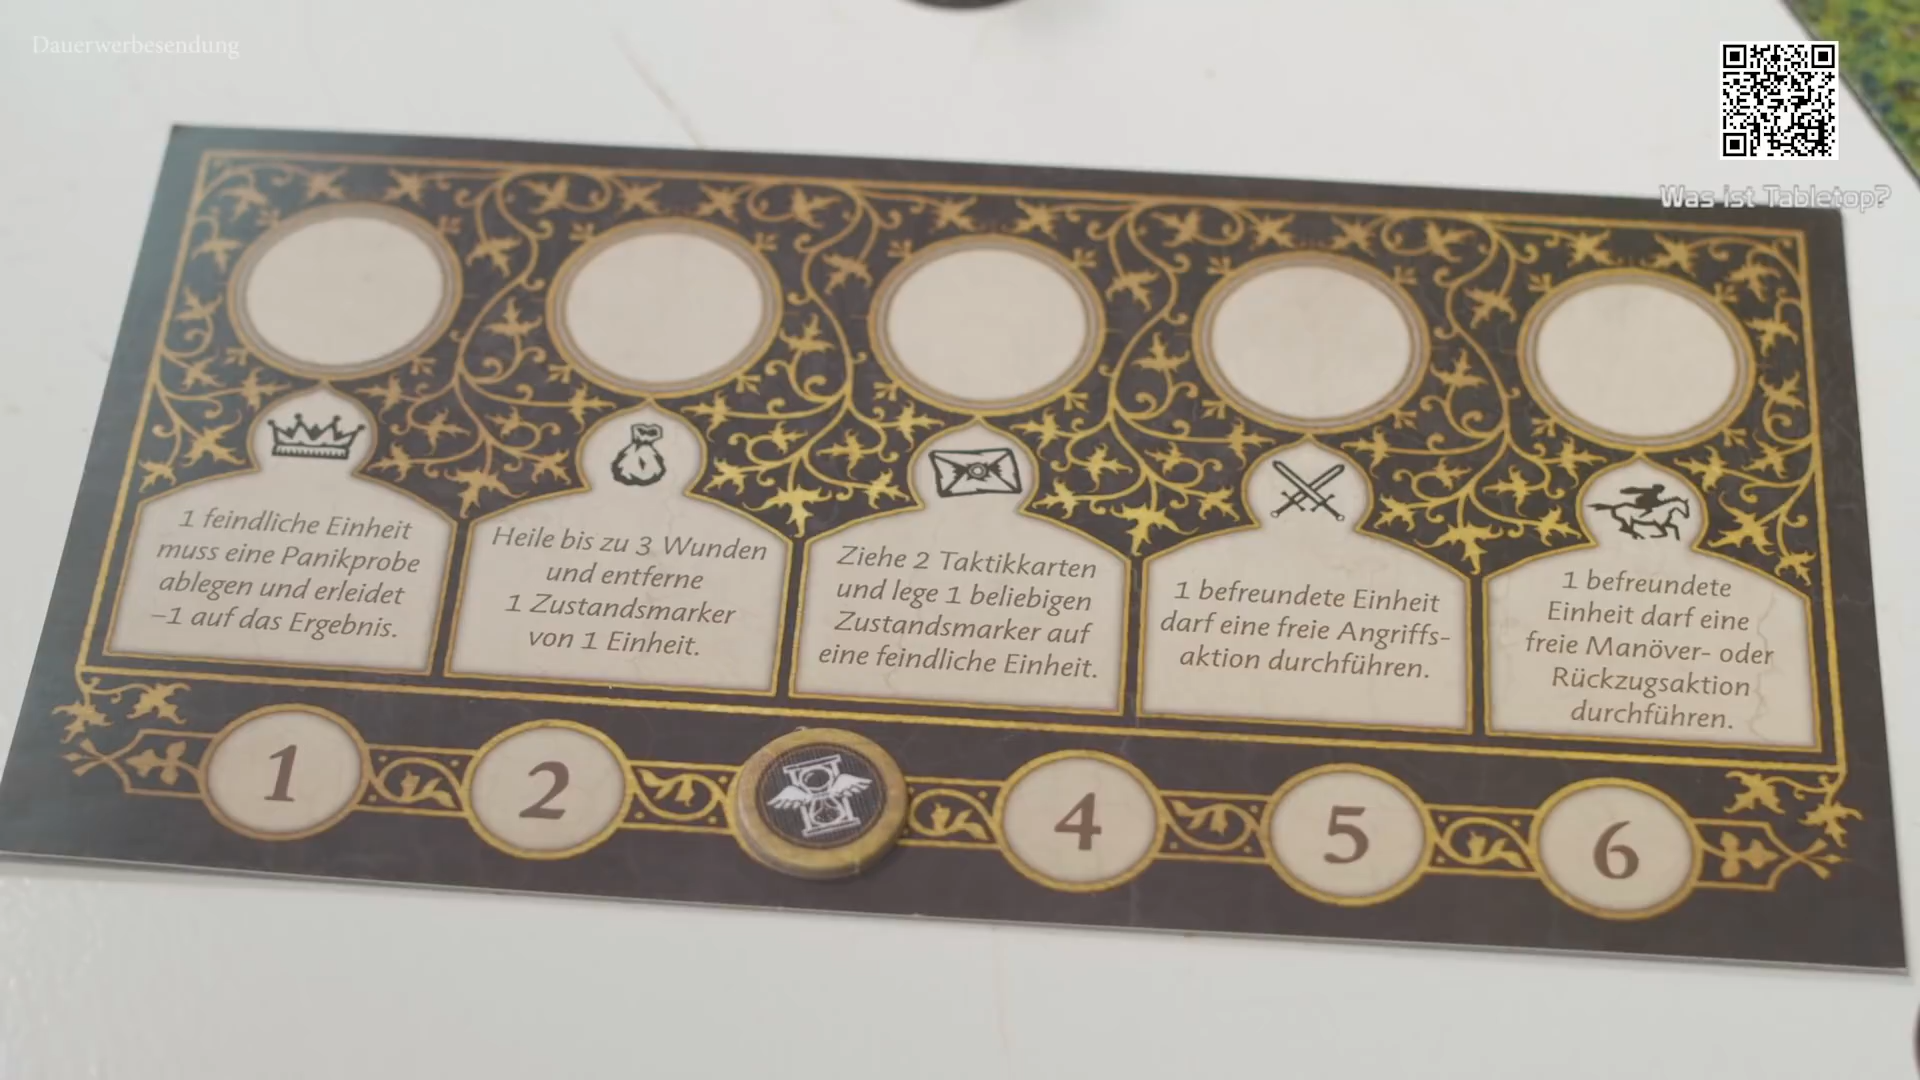 Dauerwerbesendung
Was ist Tabletop?
1 feindliche Einheit
muss eine Panikprobe
ablegen und erleidet
–1 auf das Ergebnis.
Heile bis zu 3 Wunden
und entferne
1 Zustandsmarker
von 1 Einheit.
Ziehe 2 Taktikkarten
und lege 1 beliebigen
Zustandsmarker auf
eine feindliche Einheit.
1 befreundete Einheit
darf eine freie Angriffs-
aktion durchführen.
1 befreundete
Einheit darf eine
freie Manöver- oder
Rückzugsaktion
durchführen.
1 2 4 5 6